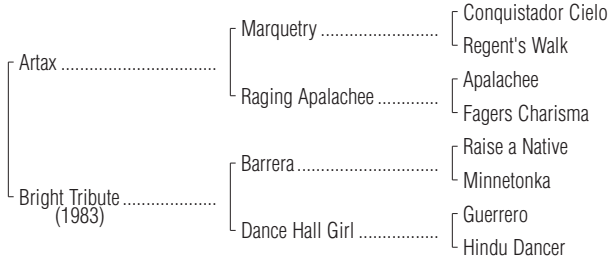 Conquistador Cielo
Marquetry ........................
Regent's Walk
Artax .................................
Apalachee
Raging Apalachee .............
Fagers Charisma
Raise a Native
Barrera..............................
Minnetonka
Bright Tribute....................
(1983)
Guerrero
Dance Hall Girl .................
Hindu Dancer